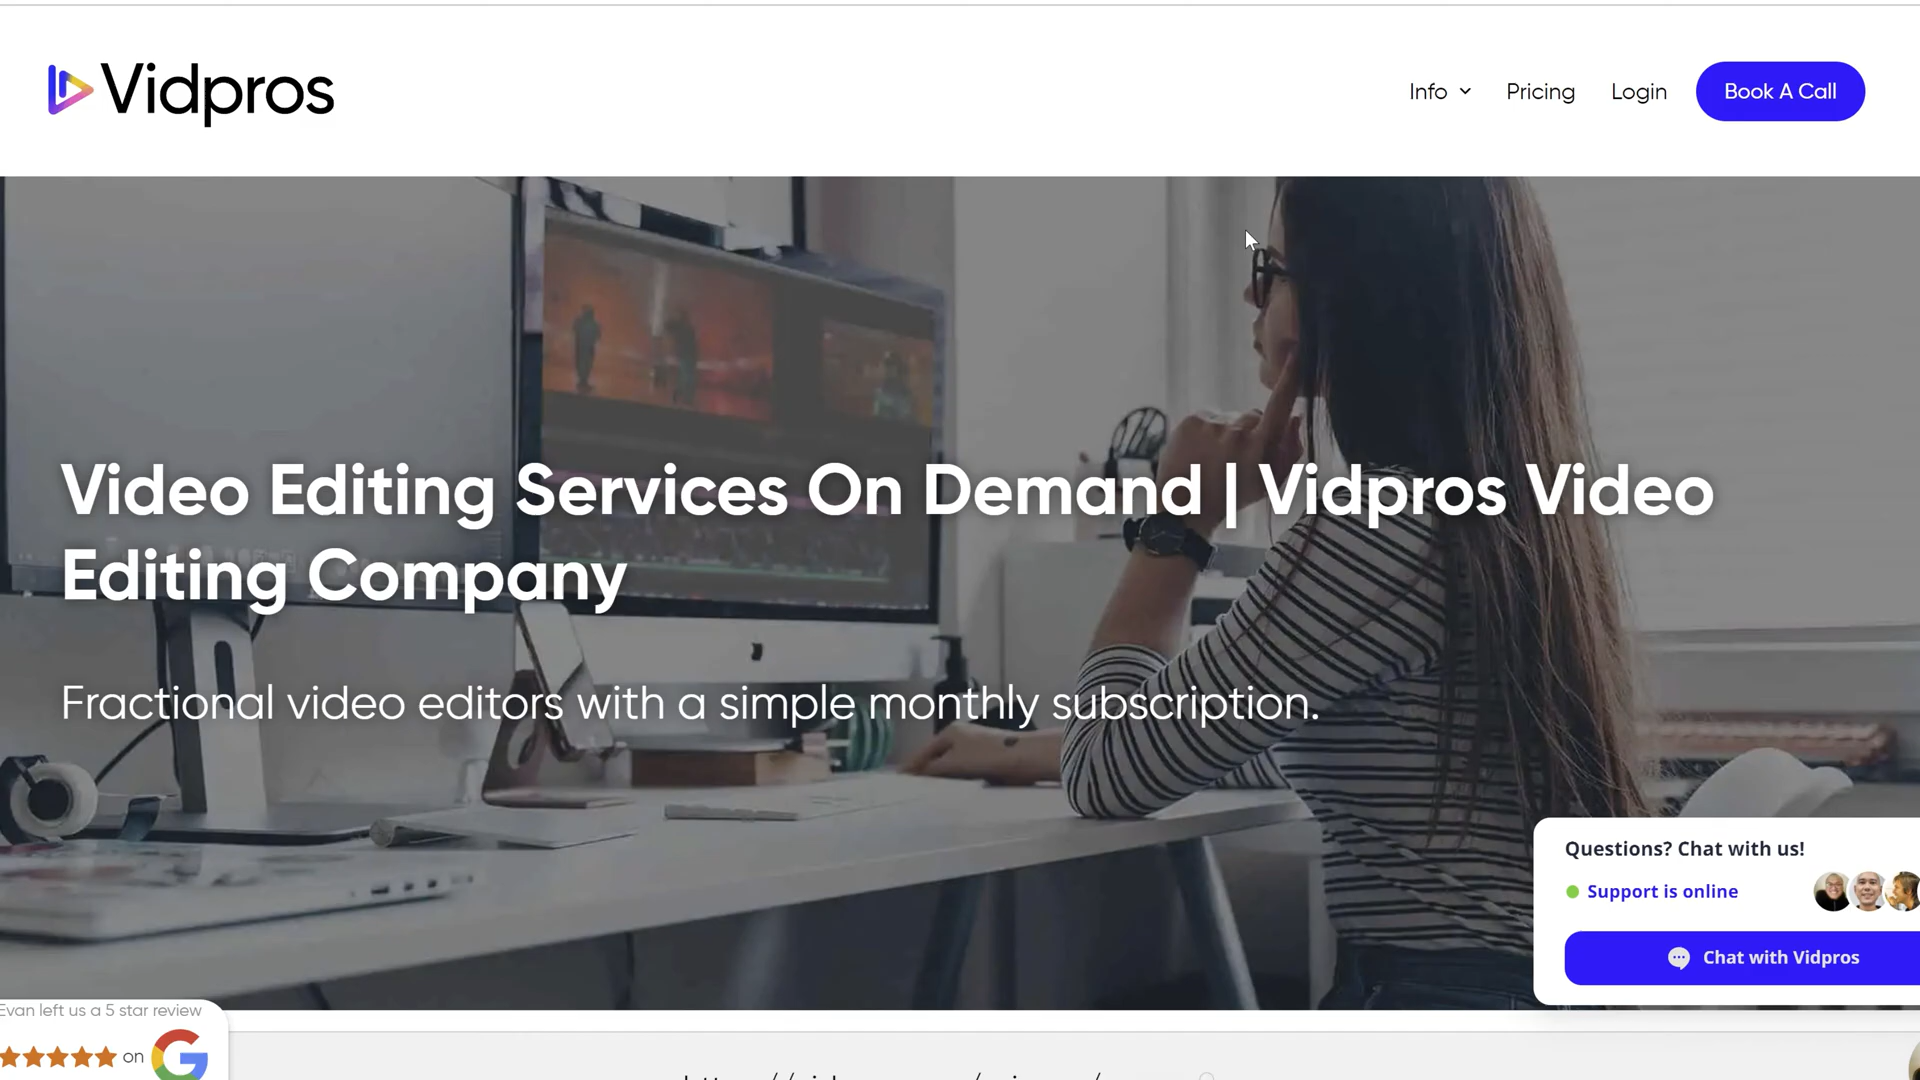 Vidpros
Info
Pricing
Login
Book A Call
Video Editing Services On Demand | Vidpros Video
Editing Company
Fractional video editors with a simple monthly subscription.
Questions? Chat with us!
Support is online
Chat with Vidpros
Evan left us a 5 star review
on